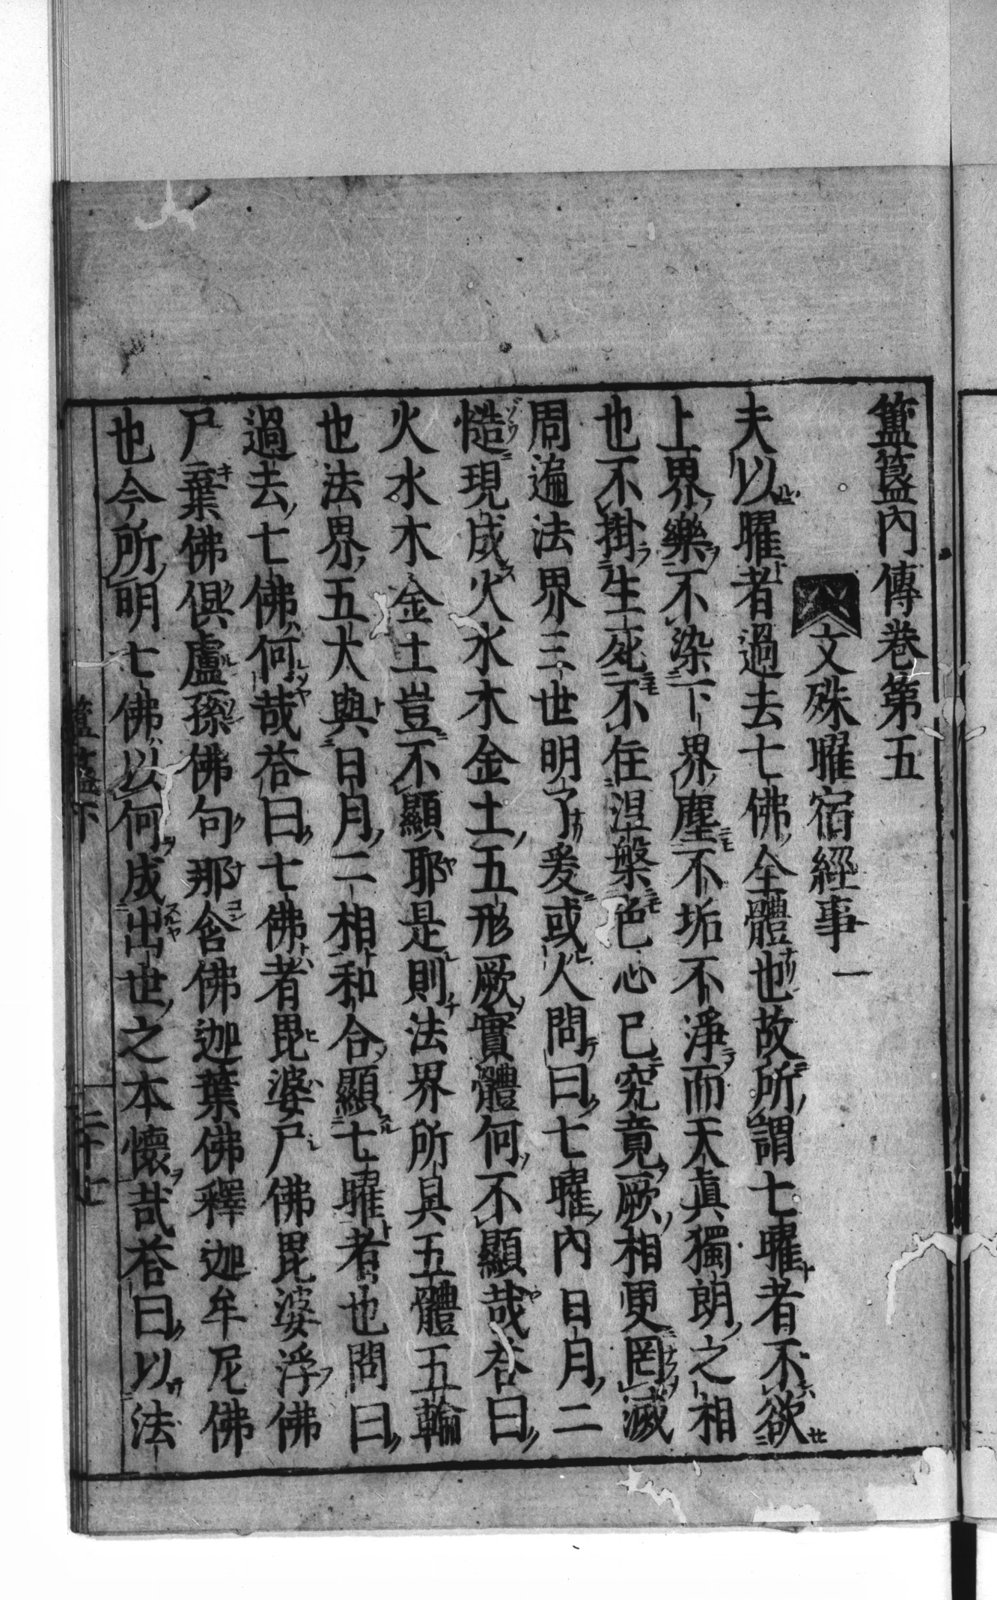 簠簋内傳巻第五
文殊曜宿經事一
夫以曜者過去七佛全體也故所謂七曜者不欲
上界樂不染下界塵不垢不淨而天真獨朗之相
也不掛生死不住涅槃色心已究竟厥相更罔滅
周遍法界三世明了爰或人問曰七曜内日月二
慥現成火水木金土五形厥實體何不顯哉荅曰
火水木金土豈不顯耶是則法界所具五體五輪
也法界五大與日月二相和合顯七曜者也問曰
過去七佛何哉荅曰七佛者毘婆尸佛毘婆浮佛
尸棄佛倶盧孫佛句那含佛迦葉佛釋迦牟尼佛
也今所明七佛以何成出世之本懷哉荅曰以法
簠簋下
二十七